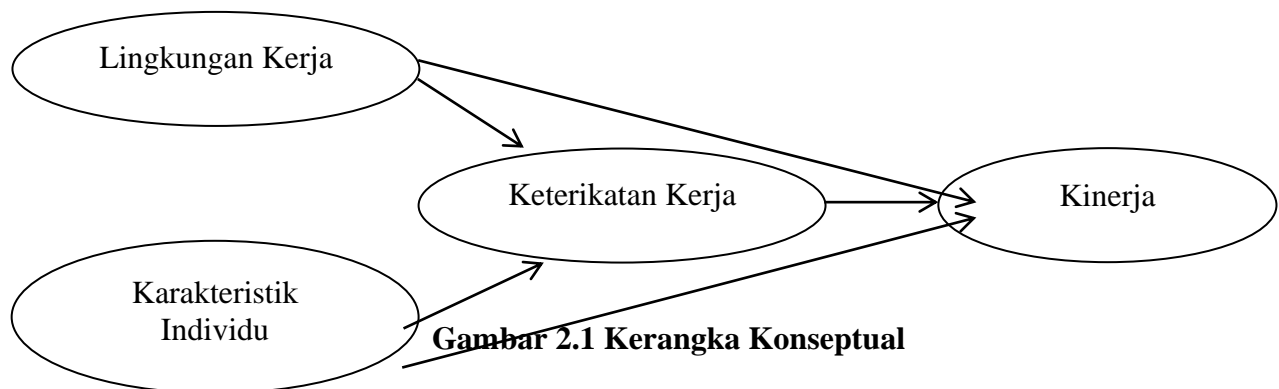 Lingkungan Kerja
Keterikatan Kerja
Kinerja
Karakteristik
Individu
Gambar 2.1 Kerangka Konseptual